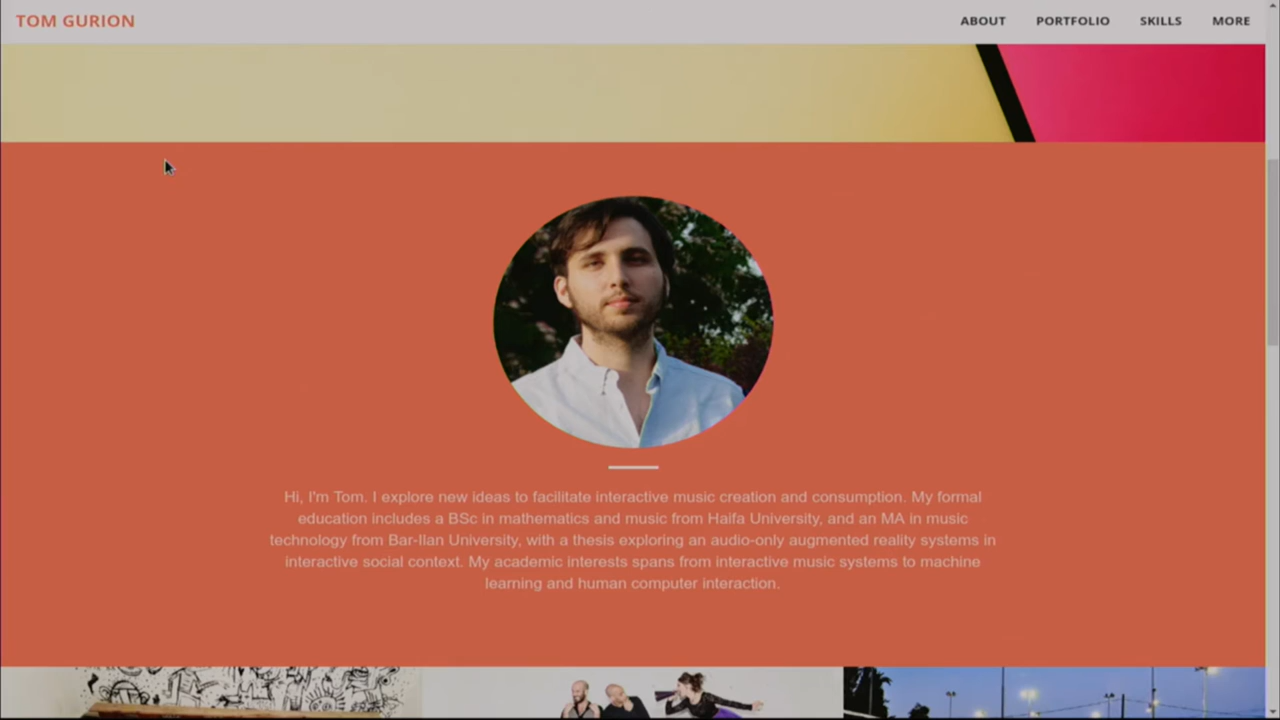 TOM GURION
ABOUT PORTFOLIO SKILLS MORE
Hi, I'm Tom. I explore new ideas to facilitate interactive music creation and consumption. My formal
education includes a BSc in mathematics and music from Haifa University, and an MA in music
technology from Bar-Ilan University, with a thesis exploring an audio-only augmented reality systems in
interactive social context. My academic interests spans from interactive music systems to machine
learning and human computer interaction.